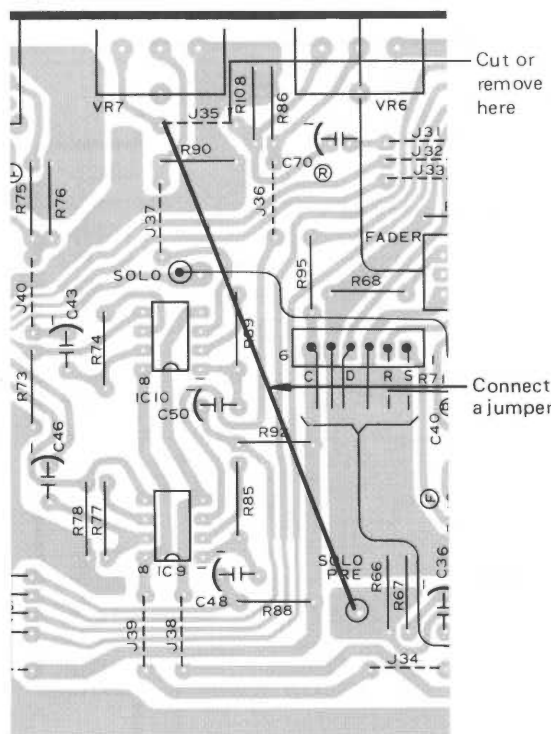 Cut or
remove
here
VR7
J35
R108
R86
VR6
R90
C70
R
J31
J32
J33
F
R75
R76
J37
J36
FADER
SOLO
R95
R68
J40
C43
R74
R89
6
C D R S
R7
R73
8
IC10
C50
Connect
a jumper
C40
R92
C46
R78
R77
R85
F
8
IC9
SOLO
PRE
R66
R67
C36
C48
R88
J39
J38
J34